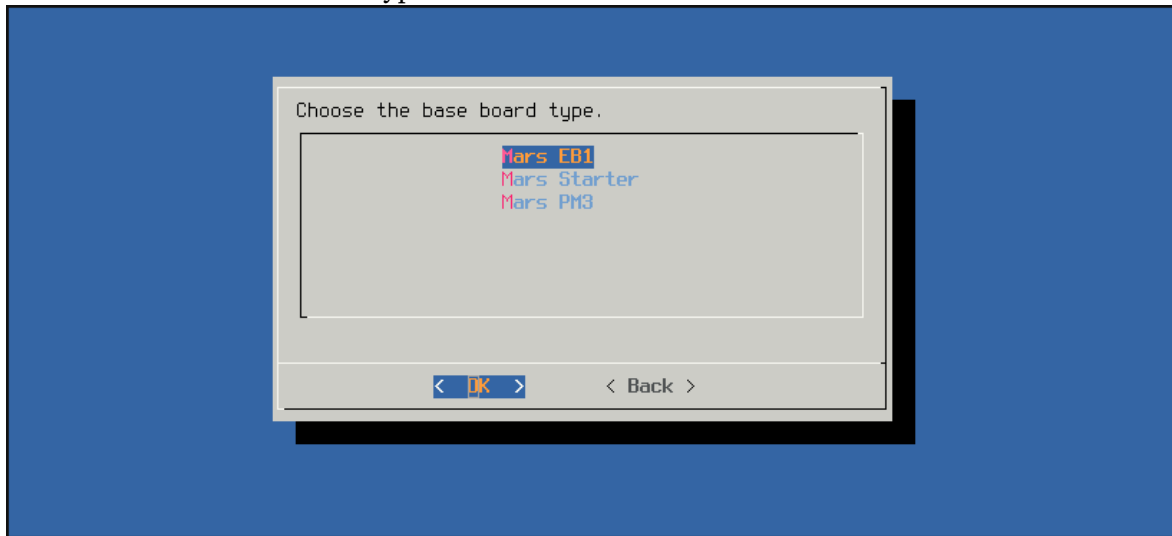 Choose the base board type.
Mars EB1
Mars Starter
Mars PM3
< OK > < Back >